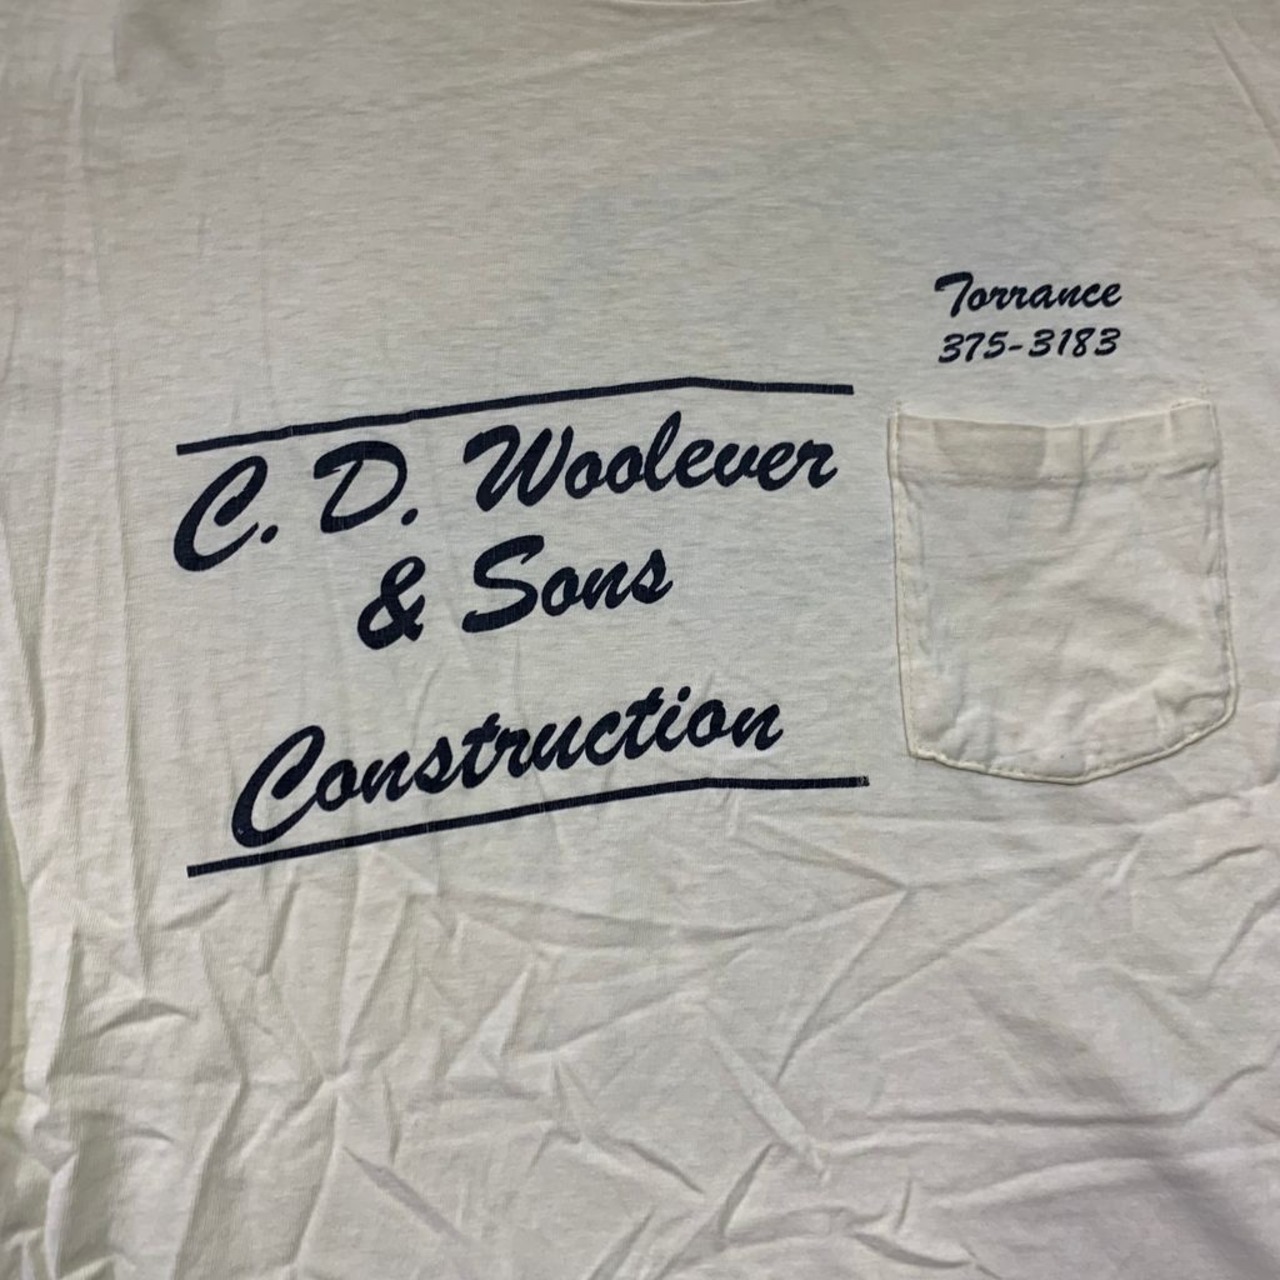 Torrance
375-3183
C. D. Woolever
& Sons
Construction